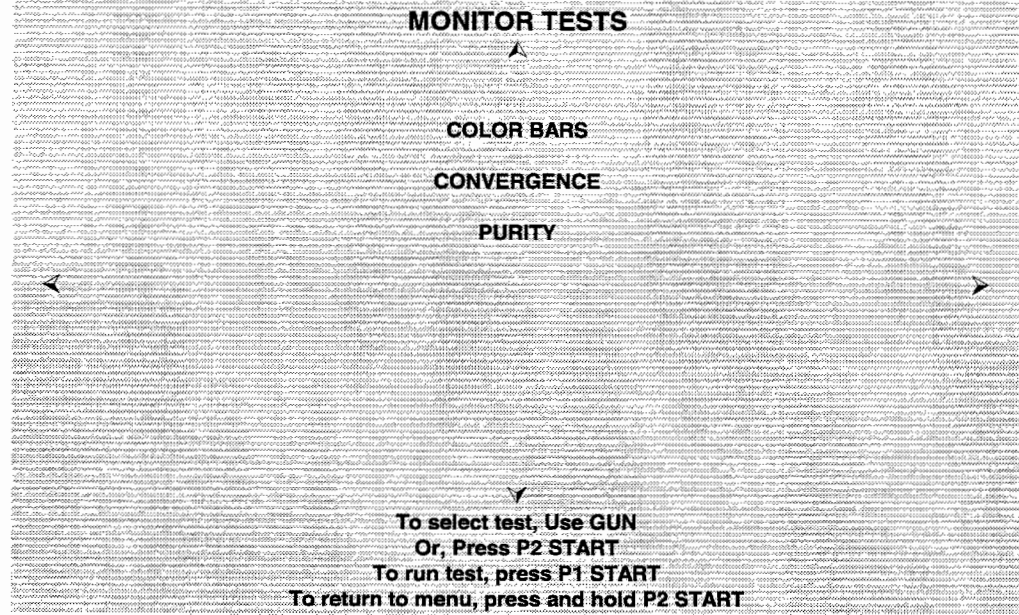 MONITOR TESTS
COLOR BARS
CONVERGENCE
PURITY
To select test, Use GUN
Or, Press P2 START
To run test, press P1 START
To return to menu, press and hold P2 START